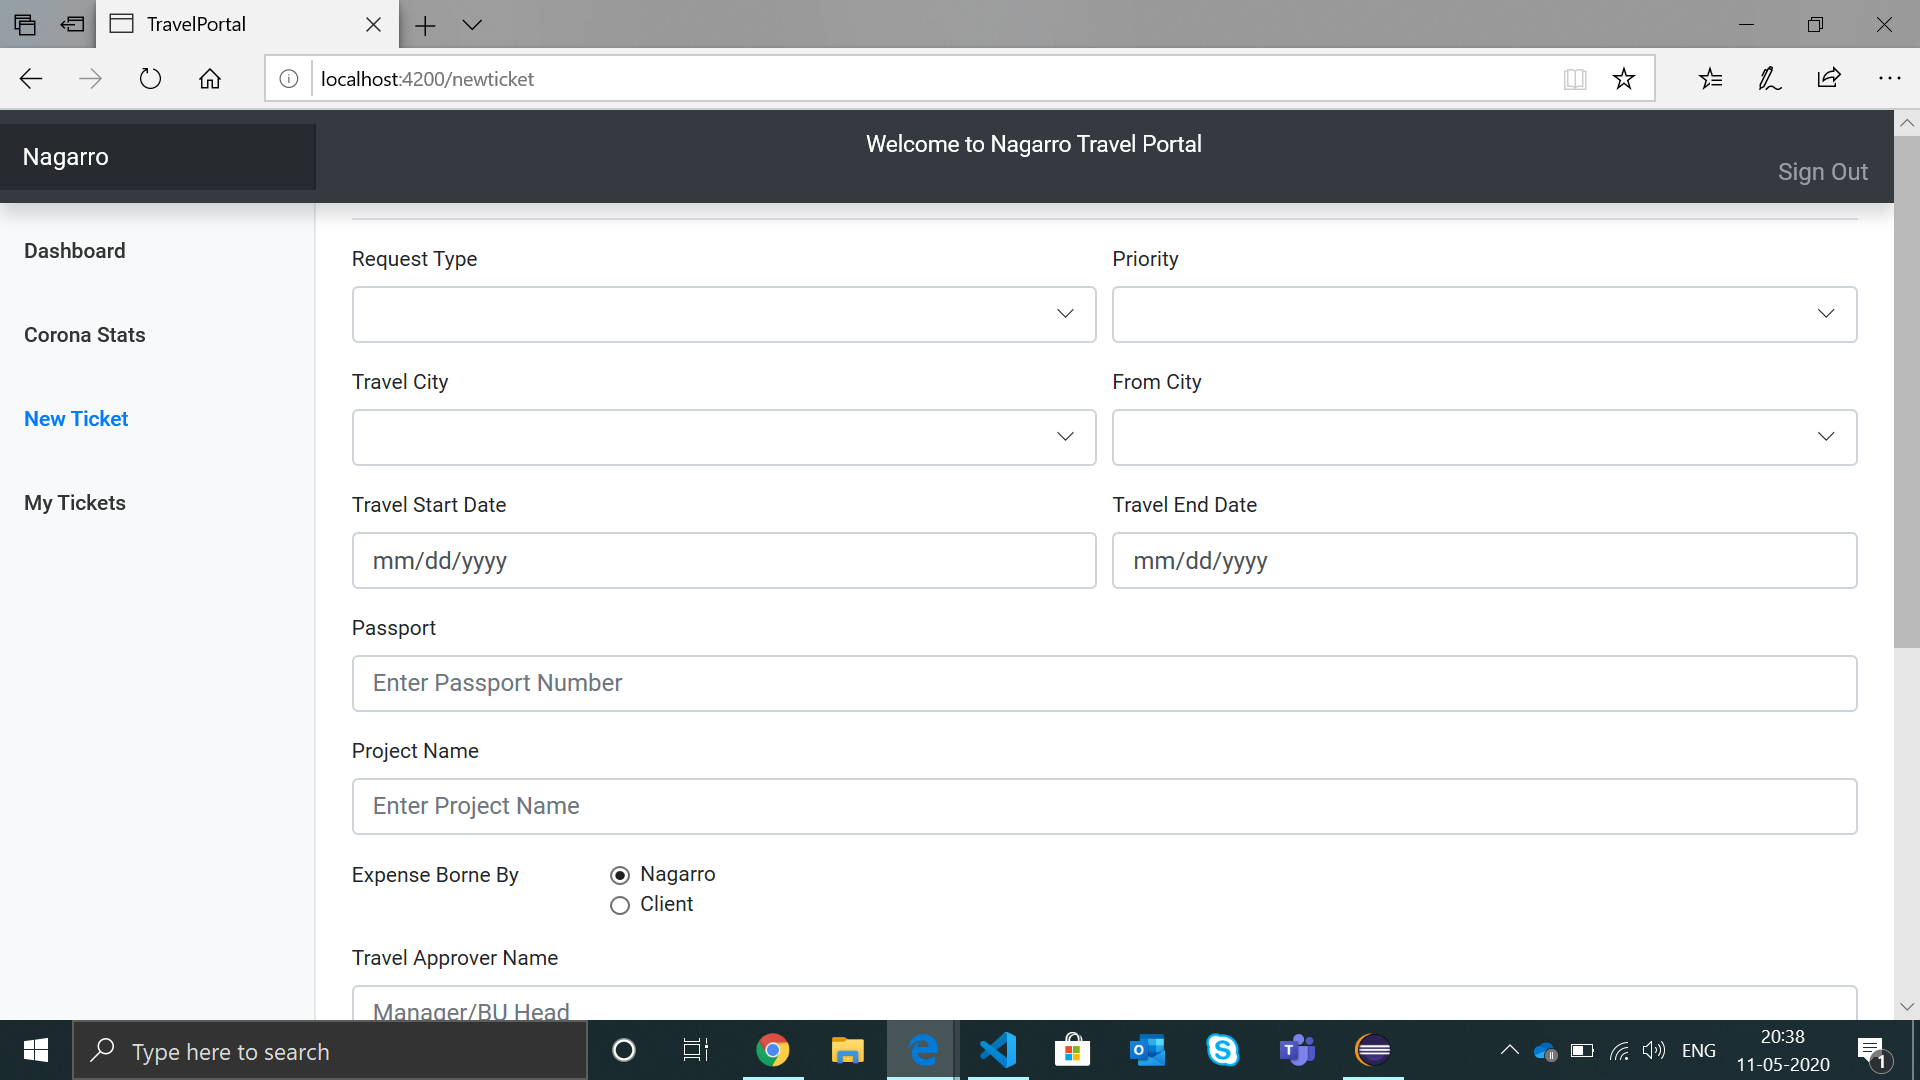 TravelPortal
localhost:4200/newticket
Nagarro
Welcome to Nagarro Travel Portal
Sign Out
Dashboard
Corona Stats
New Ticket
My Tickets
Request Type
Priority
Travel City
From City
Travel Start Date
Travel End Date
mm/dd/yyyy
mm/dd/yyyy
Passport
Enter Passport Number
Project Name
Enter Project Name
Expense Borne By
Nagarro
Client
Travel Approver Name
Manager/BU Head
Type here to search
ENG
20:38
11-05-2020
1